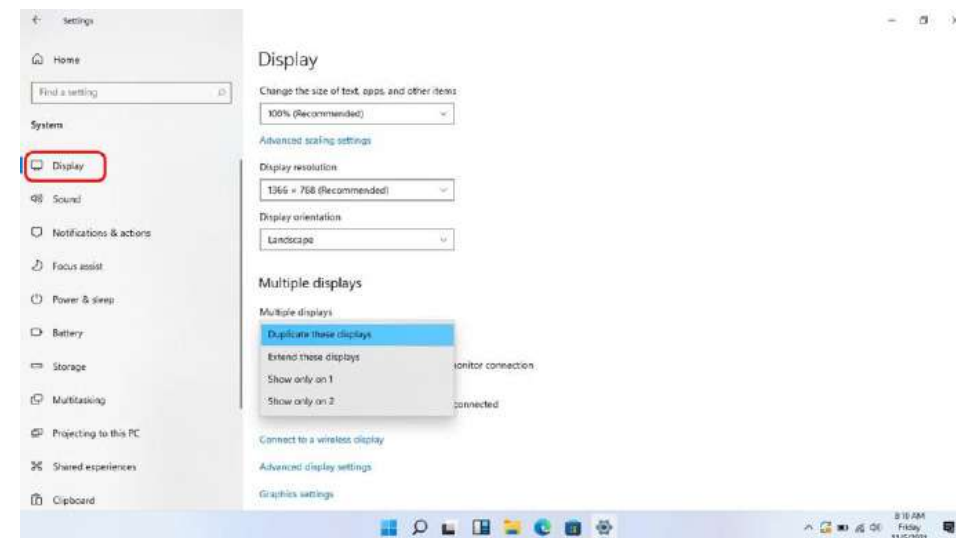 Settings
Home
Find a setting
System
Display
Sound
Notifications & actions
Focus assist
Power & sleep
Battery
Storage
Multitasking
Projecting to this PC
Shared experiences
Clipboard
Display
Change the size of text, apps, and other items
100% (Recommended)
Advanced scaling settings
Display resolution
1366 × 768 (Recommended)
Display orientation
Landscape
Multiple displays
Multiple displays
Duplicate these displays
Extend these displays
onitor connection
Show only on 1
Show only on 2
connected
Connect to a wireless display
Advanced display settings
Graphics settings
8:10 AM
Friday
11/5/2021